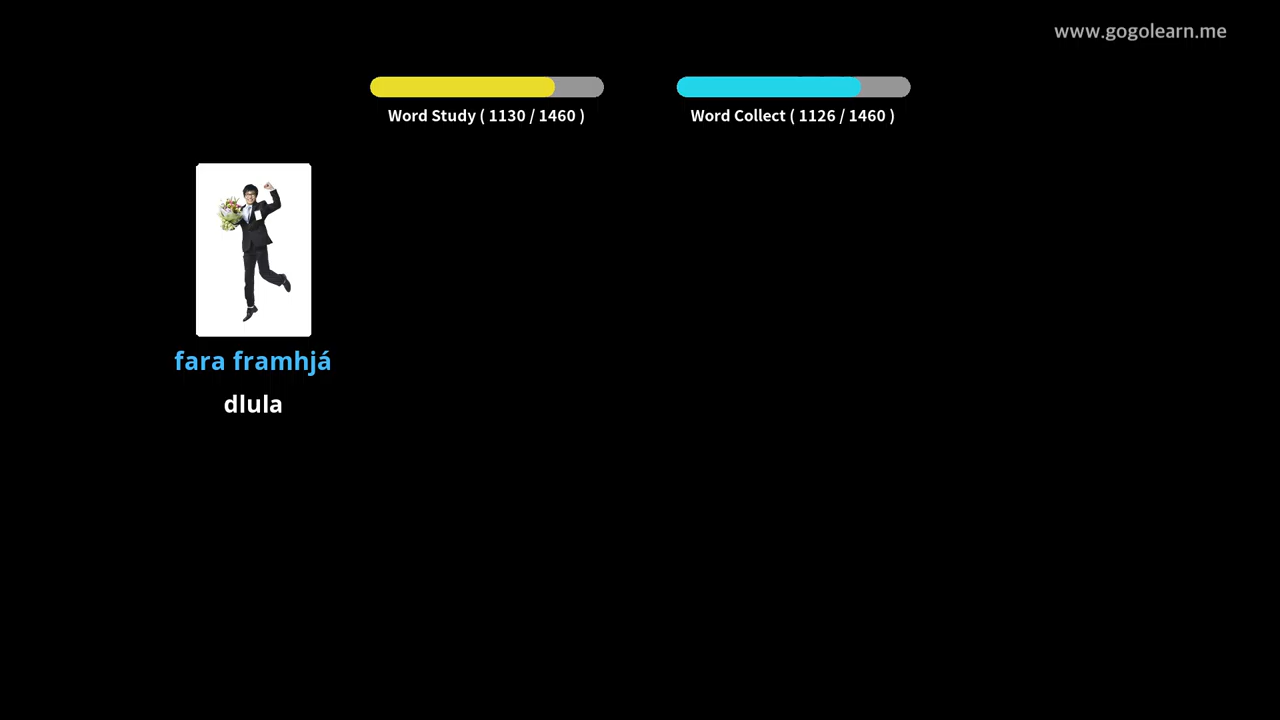 www.gogolearn.me
Word Study ( 1130 / 1460 )
Word Collect ( 1126 / 1460 )
fara framhjá
dlula